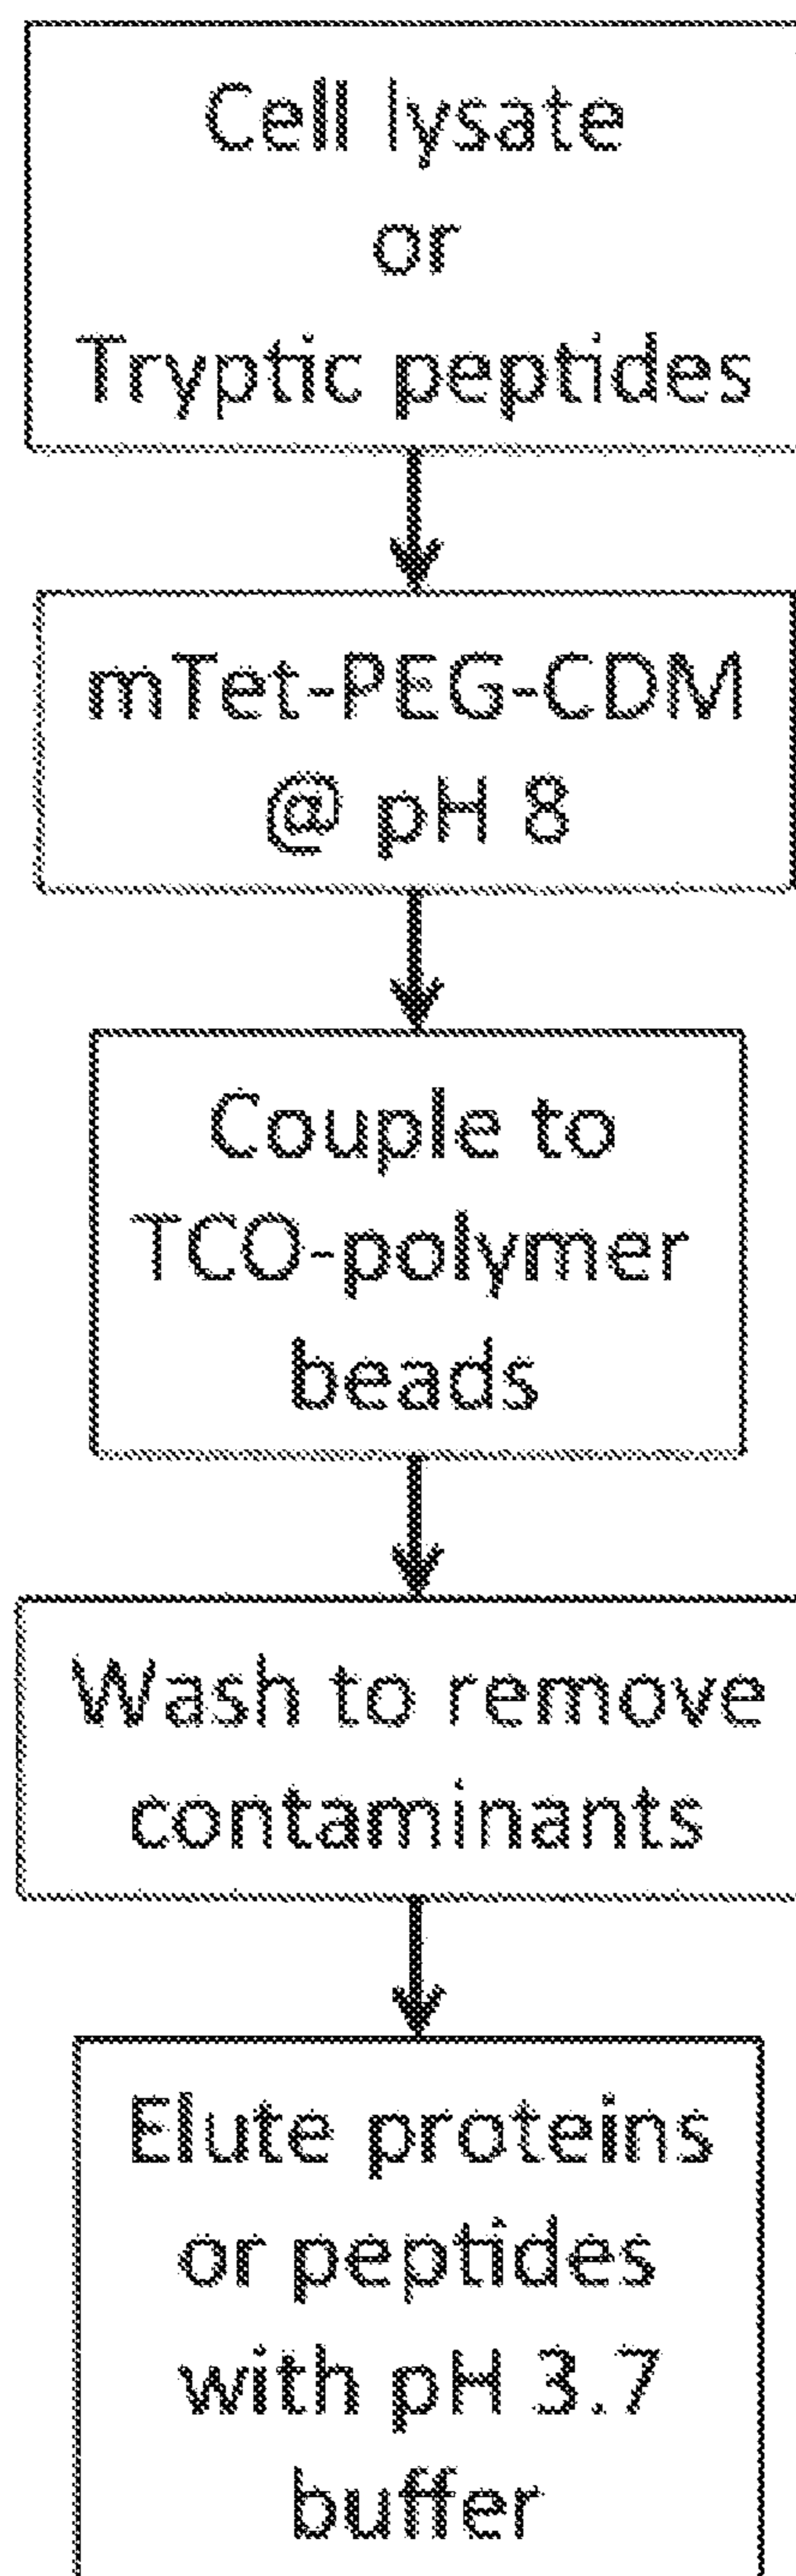 Cell lysate
or
Tryptic peptides
mTet-PEG-CDM
@ pH 8
Couple to
TCO-polymer
beads
Wash to remove
contaminants
Elute proteins
or peptides
with pH 3.7
buffer